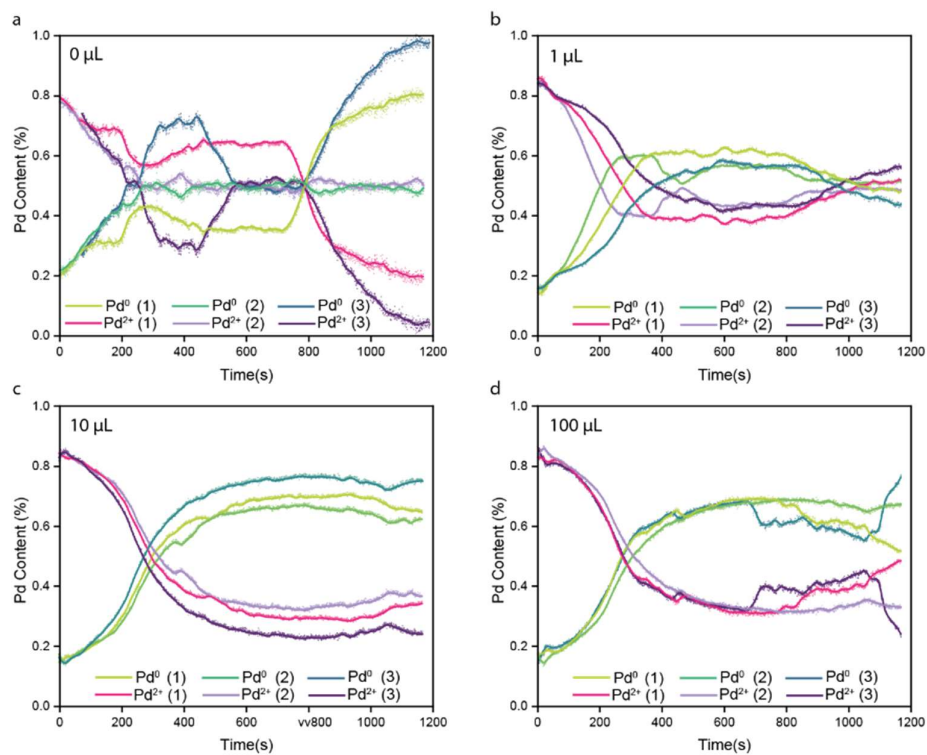 a
0 μL
Pd Content (%)
1.0
0.8
0.6
0.4
0.2
0.0
Pd⁰ (1) Pd⁰ (2) Pd⁰ (3)
Pd²⁺ (1) Pd²⁺ (2) Pd²⁺ (3)
0 200 400 600 800 1000 1200
Time(s)
b
1 μL
Pd Content (%)
1.0
0.8
0.6
0.4
0.2
0.0
Pd⁰ (1) Pd⁰ (2) Pd⁰ (3)
Pd²⁺ (1) Pd²⁺ (2) Pd²⁺ (3)
0 200 400 600 800 1000 1200
Time(s)
c
10 μL
Pd Content (%)
1.0
0.8
0.6
0.4
0.2
0.0
Pd⁰ (1) Pd⁰ (2) Pd⁰ (3)
Pd²⁺ (1) Pd²⁺ (2) Pd²⁺ (3)
0 200 400 600 vv800 1000 1200
Time(s)
d
100 μL
Pd Content (%)
1.0
0.8
0.6
0.4
0.2
0.0
Pd⁰ (1) Pd⁰ (2) Pd⁰ (3)
Pd²⁺ (1) Pd²⁺ (2) Pd²⁺ (3)
0 200 400 600 800 1000 1200
Time(s)